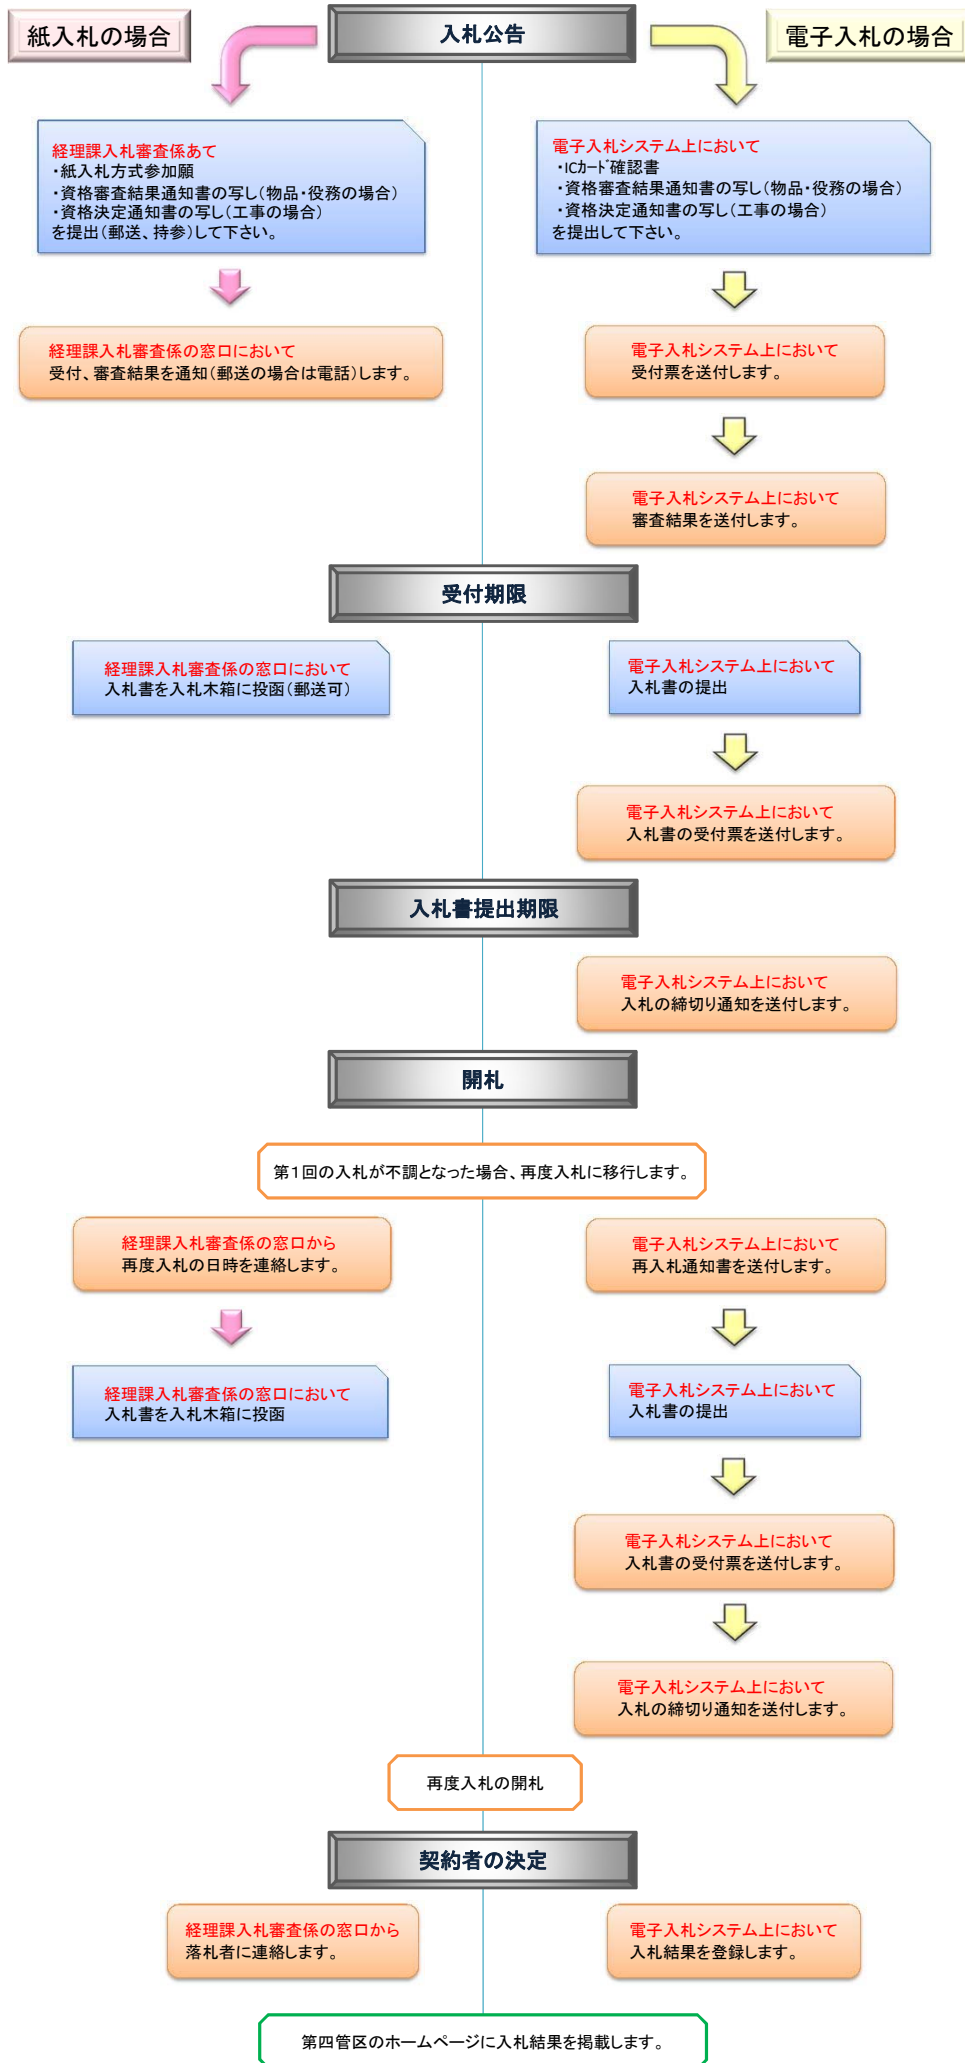 紙入札の場合
入札公告
電子入札の場合
経理課入札審査係あて
・紙入札方式参加願
・資格審査結果通知書の写し(物品・役務の場合)
・資格決定通知書の写し(工事の場合)
を提出(郵送、持参)して下さい。
電子入札システム上において
・ICカード確認書
・資格審査結果通知書の写し(物品・役務の場合)
・資格決定通知書の写し(工事の場合)
を提出して下さい。
経理課入札審査係の窓口において
受付、審査結果を通知(郵送の場合は電話)します。
電子入札システム上において
受付票を送付します。
電子入札システム上において
審査結果を送付します。
受付期限
経理課入札審査係の窓口において
入札書を入札木箱に投函(郵送可)
電子入札システム上において
入札書の提出
電子入札システム上において
入札書の受付票を送付します。
入札書提出期限
電子入札システム上において
入札の締切り通知を送付します。
開札
第1回の入札が不調となった場合、再度入札に移行します。
経理課入札審査係の窓口から
再度入札の日時を連絡します。
電子入札システム上において
再入札通知書を送付します。
経理課入札審査係の窓口において
入札書を入札木箱に投函
電子入札システム上において
入札書の提出
電子入札システム上において
入札書の受付票を送付します。
電子入札システム上において
入札の締切り通知を送付します。
再度入札の開札
契約者の決定
経理課入札審査係の窓口から
落札者に連絡します。
電子入札システム上において
入札結果を登録します。
第四管区のホームページに入札結果を掲載します。